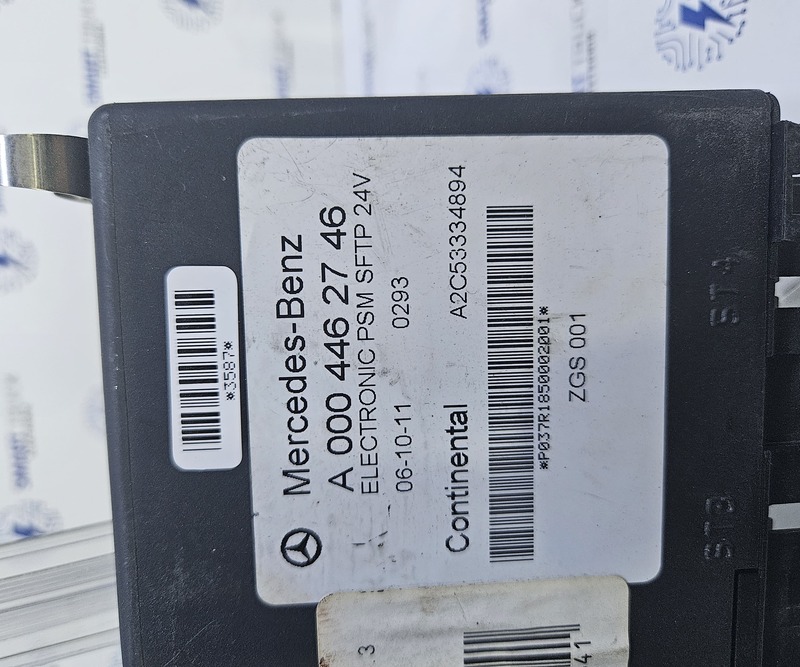 *3587*
Mercedes-Benz
A 000 446 27 46
ELECTRONIC PSM SFTP 24V
06-10-11 0293
Continental A2C53334894
*P037R1850002001*
ZGS 001
3
41
ST3 ST4